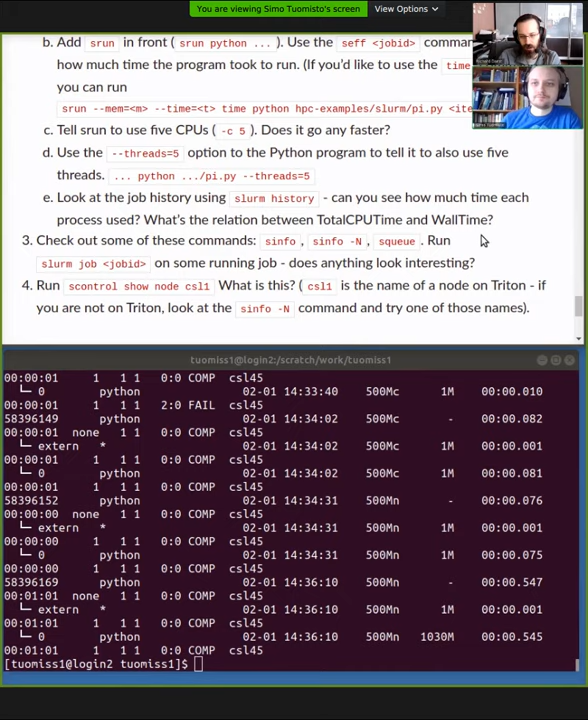 You are viewing Simo Tuomisto's screen View Options
b. Add srun in front ( srun python ... ). Use the seff <jobid>
how much time the program took to run. (If you'd like to use the time
you can run
srun --mem=<m> --time=<t> time python hpc-examples/slurm/pi.py
c. Tell srun to use five CPUs ( -c 5 ). Does it go any faster?
d. Use the --threads=5 option to the Python program to tell it to also use five
threads. ... python .../pi.py --threads=5
e. Look at the job history using slurm history - can you see how much time each
process used? What's the relation between TotalCPUTime and WallTime?
3. Check out some of these commands: sinfo , sinfo -N , squeue . Run
slurm job <jobid> on some running job - does anything look interesting?
4. Run scontrol show node csl1 What is this? ( csl1 is the name of a node on Triton - if
you are not on Triton, look at the sinfo -N command and try one of those names).
tuomiss1@login2:/scratch/work/tuomiss1
00:00:01 1 1 1 0:0 COMP csl45
└─ 0 python 02-01 14:33:40 500Mc 1M 00:00.010
00:00:01 1 1 1 2:0 FAIL csl45
58396149 python 02-01 14:34:02 500Mc - 00:00.082
00:00:01 none 1 1 0:0 COMP csl45
└─ extern * 02-01 14:34:02 500Mc 1M 00:00.001
00:00:01 1 1 1 0:0 COMP csl45
└─ 0 python 02-01 14:34:02 500Mc 1M 00:00.081
00:00:01 1 1 1 0:0 COMP csl45
58396152 python 02-01 14:34:31 500Mn - 00:00.076
00:00:00 none 1 1 0:0 COMP csl45
└─ extern * 02-01 14:34:31 500Mn 1M 00:00.001
00:00:00 1 1 1 0:0 COMP csl45
└─ 0 python 02-01 14:34:31 500Mn 1M 00:00.075
00:00:00 1 1 1 0:0 COMP csl45
58396169 python 02-01 14:36:10 500Mn - 00:00.547
00:01:01 none 1 1 0:0 COMP csl45
└─ extern * 02-01 14:36:10 500Mn 1M 00:00.001
00:01:01 1 1 1 0:0 COMP csl45
└─ 0 python 02-01 14:36:10 500Mn 1030M 00:00.545
00:01:01 1 1 1 0:0 COMP csl45
[tuomiss1@login2 tuomiss1]$